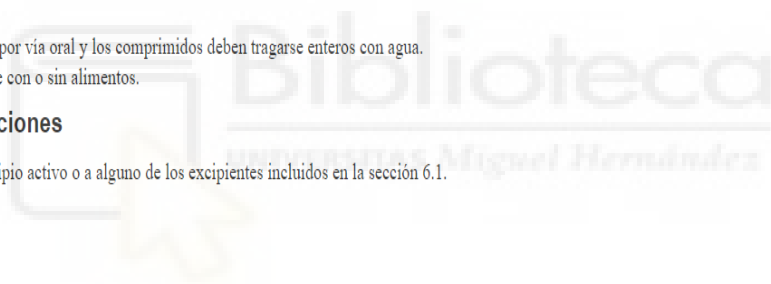 por vía oral y los comprimidos deben tragarse enteros con agua.
e con o sin alimentos.
ciones
ipio activo o a alguno de los excipientes incluidos en la sección 6.1.
Biblioteca
UNIVERSITAS Miguel Hernández